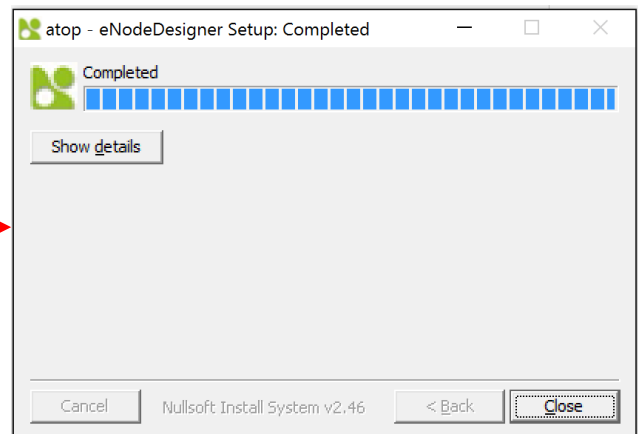 atop - eNodeDesigner Setup: Completed
Completed
Show details
Cancel Nullsoft Install System v2.46 < Back Close